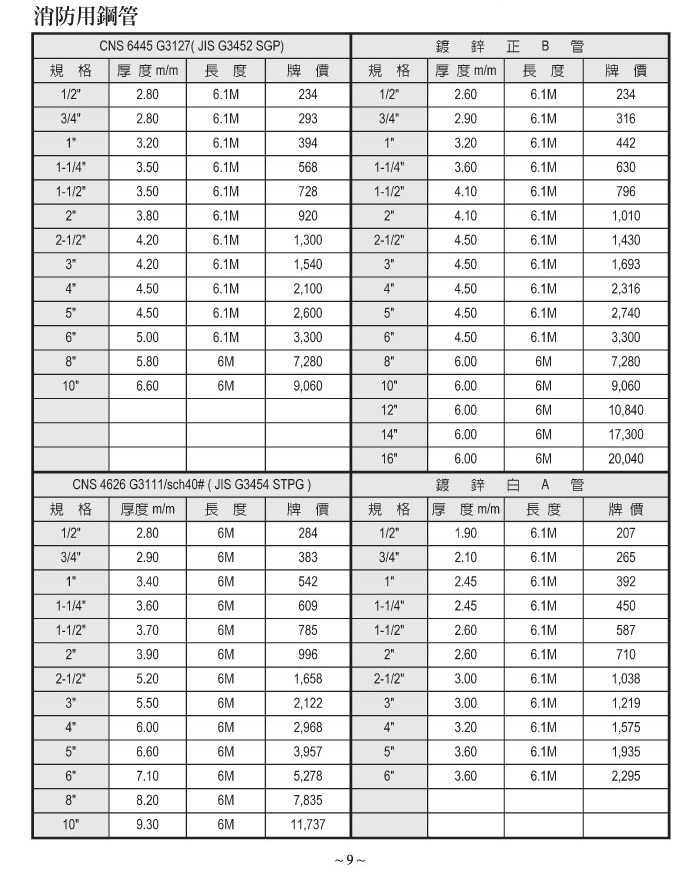 消防用鋼管
CNS 6445 G3127( JIS G3452 SGP)
規 格 厚 度 m/m 長 度 牌 價
1/2" 2.80 6.1M 234
3/4" 2.80 6.1M 293
1" 3.20 6.1M 394
1-1/4" 3.50 6.1M 568
1-1/2" 3.50 6.1M 728
2" 3.80 6.1M 920
2-1/2" 4.20 6.1M 1,300
3" 4.20 6.1M 1,540
4" 4.50 6.1M 2,100
5" 4.50 6.1M 2,600
6" 5.00 6.1M 3,300
8" 5.80 6M 7,280
10" 6.60 6M 9,060
鍍 鋅 正 B 管
規 格 厚 度 m/m 長 度 牌 價
1/2" 2.60 6.1M 234
3/4" 2.90 6.1M 316
1" 3.20 6.1M 442
1-1/4" 3.60 6.1M 630
1-1/2" 4.10 6.1M 796
2" 4.10 6.1M 1,010
2-1/2" 4.50 6.1M 1,430
3" 4.50 6.1M 1,693
4" 4.50 6.1M 2,316
5" 4.50 6.1M 2,740
6" 4.50 6.1M 3,300
8" 6.00 6M 7,280
10" 6.00 6M 9,060
12" 6.00 6M 10,840
14" 6.00 6M 17,300
16" 6.00 6M 20,040
CNS 4626 G3111/sch40# ( JIS G3454 STPG )
規 格 厚度 m/m 長 度 牌 價
1/2" 2.80 6M 284
3/4" 2.90 6M 383
1" 3.40 6M 542
1-1/4" 3.60 6M 609
1-1/2" 3.70 6M 785
2" 3.90 6M 996
2-1/2" 5.20 6M 1,658
3" 5.50 6M 2,122
4" 6.00 6M 2,968
5" 6.60 6M 3,957
6" 7.10 6M 5,278
8" 8.20 6M 7,835
10" 9.30 6M 11,737
鍍 鋅 白 A 管
規 格 厚 度 m/m 長 度 牌 價
1/2" 1.90 6.1M 207
3/4" 2.10 6.1M 265
1" 2.45 6.1M 392
1-1/4" 2.45 6.1M 450
1-1/2" 2.60 6.1M 587
2" 2.60 6.1M 710
2-1/2" 3.00 6.1M 1,038
3" 3.00 6.1M 1,219
4" 3.20 6.1M 1,575
5" 3.60 6.1M 1,935
6" 3.60 6.1M 2,295
~9~